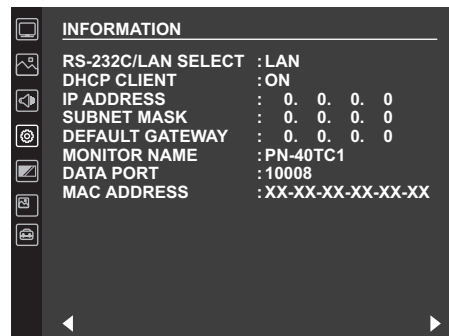 INFORMATION
RS-232C/LAN SELECT : LAN
DHCP CLIENT : ON
IP ADDRESS : 0. 0. 0. 0
SUBNET MASK : 0. 0. 0. 0
DEFAULT GATEWAY : 0. 0. 0. 0
MONITOR NAME : PN-40TC1
DATA PORT : 10008
MAC ADDRESS : XX-XX-XX-XX-XX-XX